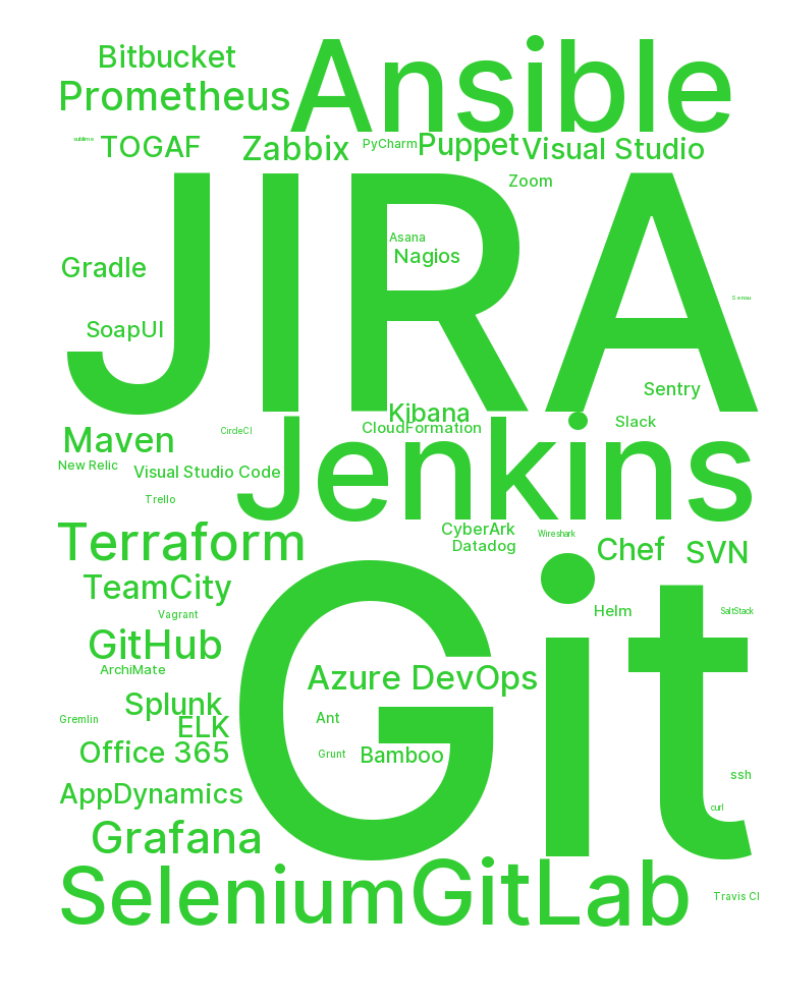 Bitbucket
Ansible
Prometheus
TOGAF
Zabbix
PyCharm
Puppet
Visual Studio
Zoom
JIRA
Asana
Nagios
Gradle
SoapUI
Sentry
Kibana
CloudFormation
Slack
CircleCI
Maven
Jenkins
New Relic
Visual Studio Code
Trello
Terraform
CyberArk
Wireshark
Datadog
Chef
SVN
TeamCity
Git
Helm
SaltStack
Vagrant
GitHub
ArchiMate
Azure DevOps
Splunk
Gremlin
ELK
Ant
Office 365
Grunt
Bamboo
ssh
AppDynamics
curl
Grafana
Selenium
GitLab
Travis CI